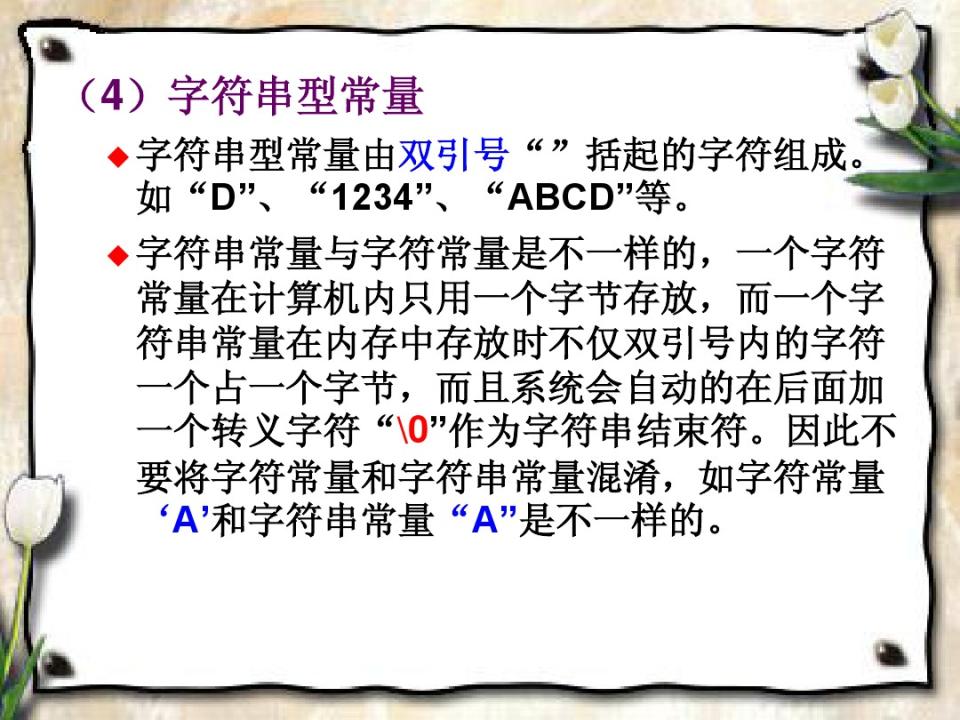 （4）字符串型常量
字符串型常量由双引号“”括起的字符组成。
如“D”、“1234”、“ABCD”等。
字符串常量与字符常量是不一样的，一个字符
常量在计算机内只用一个字节存放，而一个字
符串常量在内存中存放时不仅双引号内的字符
一个占一个字节，而且系统会自动的在后面加
一个转义字符“\0”作为字符串结束符。因此不
要将字符常量和字符串常量混淆，如字符常量
‘A’和字符串常量“A”是不一样的。